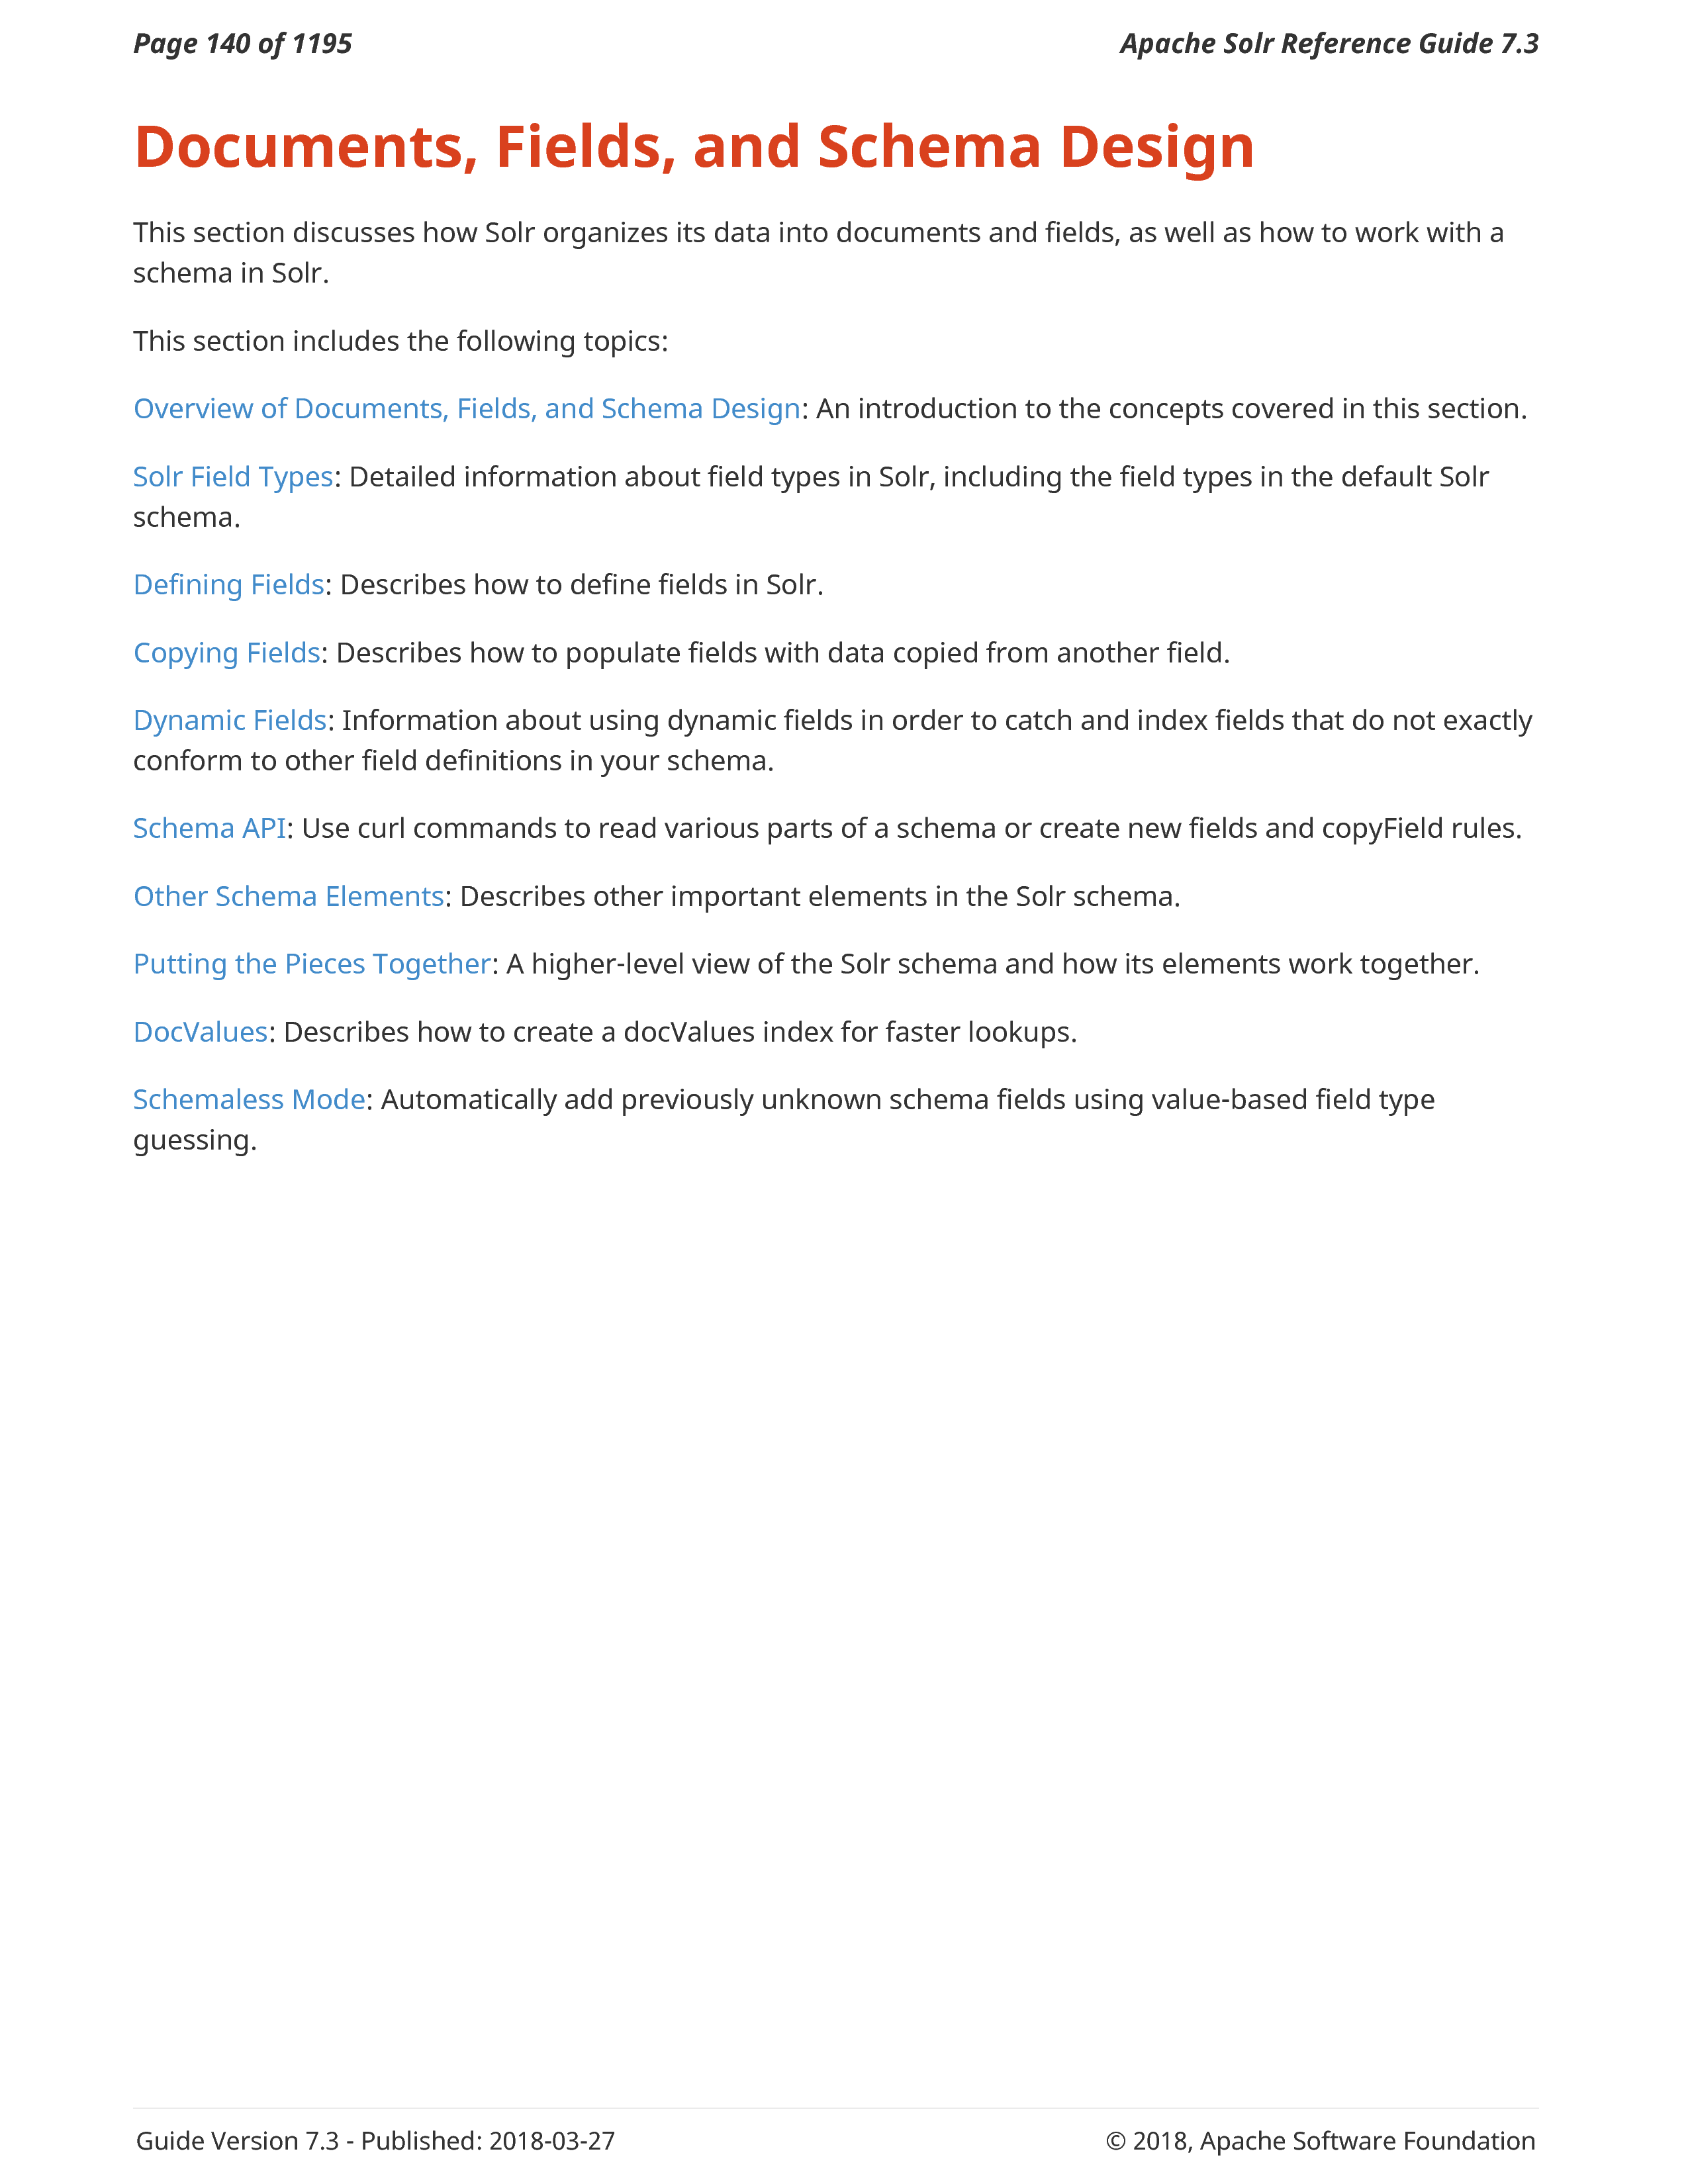 Page 140 of 1195
Apache Solr Reference Guide 7.3
Documents, Fields, and Schema Design
This section discusses how Solr organizes its data into documents and fields, as well as how to work with a
schema in Solr.
This section includes the following topics:
Overview of Documents, Fields, and Schema Design: An introduction to the concepts covered in this section.
Solr Field Types: Detailed information about field types in Solr, including the field types in the default Solr
schema.
Defining Fields: Describes how to define fields in Solr.
Copying Fields: Describes how to populate fields with data copied from another field.
Dynamic Fields: Information about using dynamic fields in order to catch and index fields that do not exactly
conform to other field definitions in your schema.
Schema API: Use curl commands to read various parts of a schema or create new fields and copyField rules.
Other Schema Elements: Describes other important elements in the Solr schema.
Putting the Pieces Together: A higher-level view of the Solr schema and how its elements work together.
DocValues: Describes how to create a docValues index for faster lookups.
Schemaless Mode: Automatically add previously unknown schema fields using value-based field type
guessing.
Guide Version 7.3 - Published: 2018-03-27
© 2018, Apache Software Foundation